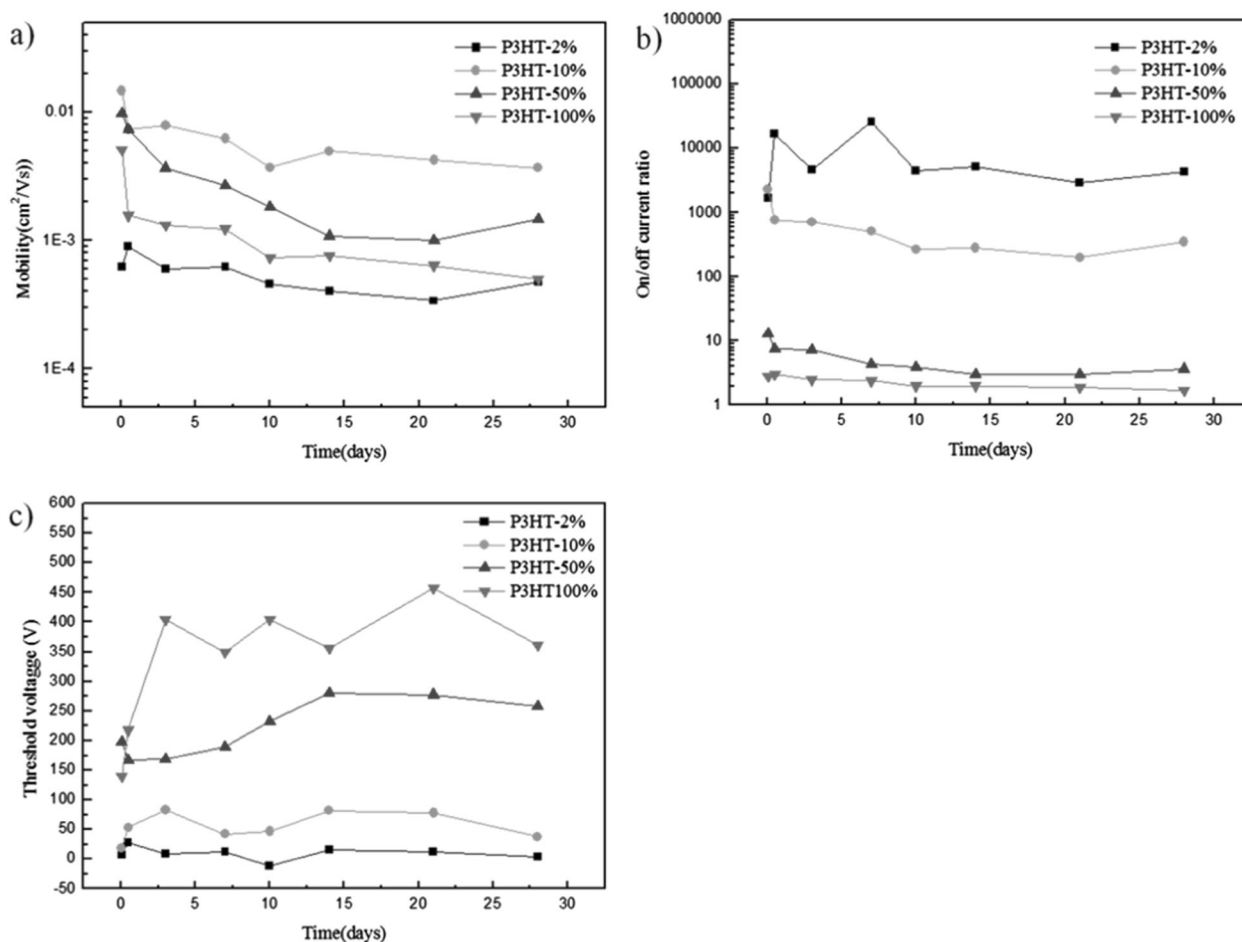 a)
P3HT-2%
P3HT-10%
P3HT-50%
P3HT-100%
0.01
1E-3
1E-4
Mobility(cm²/Vs))
0 5 10 15 20 25 30
Time(days)
b)
P3HT-2%
P3HT-10%
P3HT-50%
P3HT-100%
1000000
100000
10000
1000
100
10
1
On/off current ratio
0 5 10 15 20 25 30
Time(days)
c)
P3HT-2%
P3HT-10%
P3HT-50%
P3HT100%
600
550
500
450
400
350
300
250
200
150
100
50
0
-50
Threshold voltagge (V)
0 5 10 15 20 25 30
Time(days)